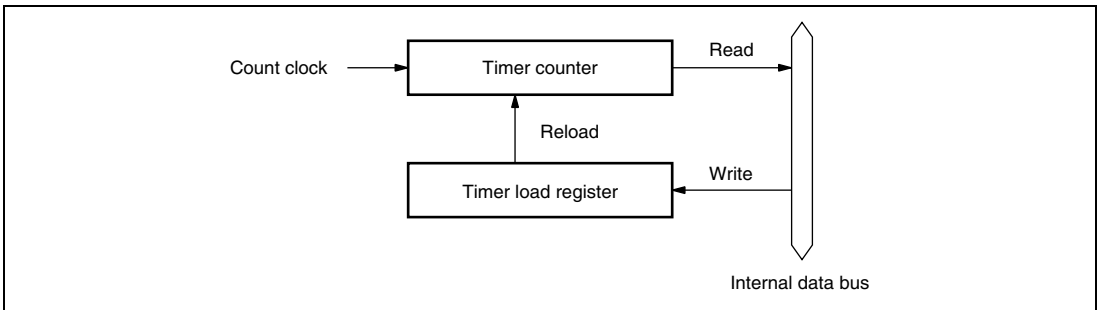 Read
Count clock
Timer counter
Reload
Write
Timer load register
Internal data bus